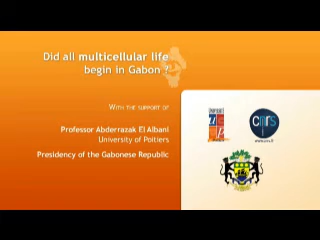 Did all multicellular life
begin in Gabon ?
WITH THE SUPPORT OF
Professor Abderrazak El Albani
University of Poitiers
Presidency of the Gabonese Republic
cnrs